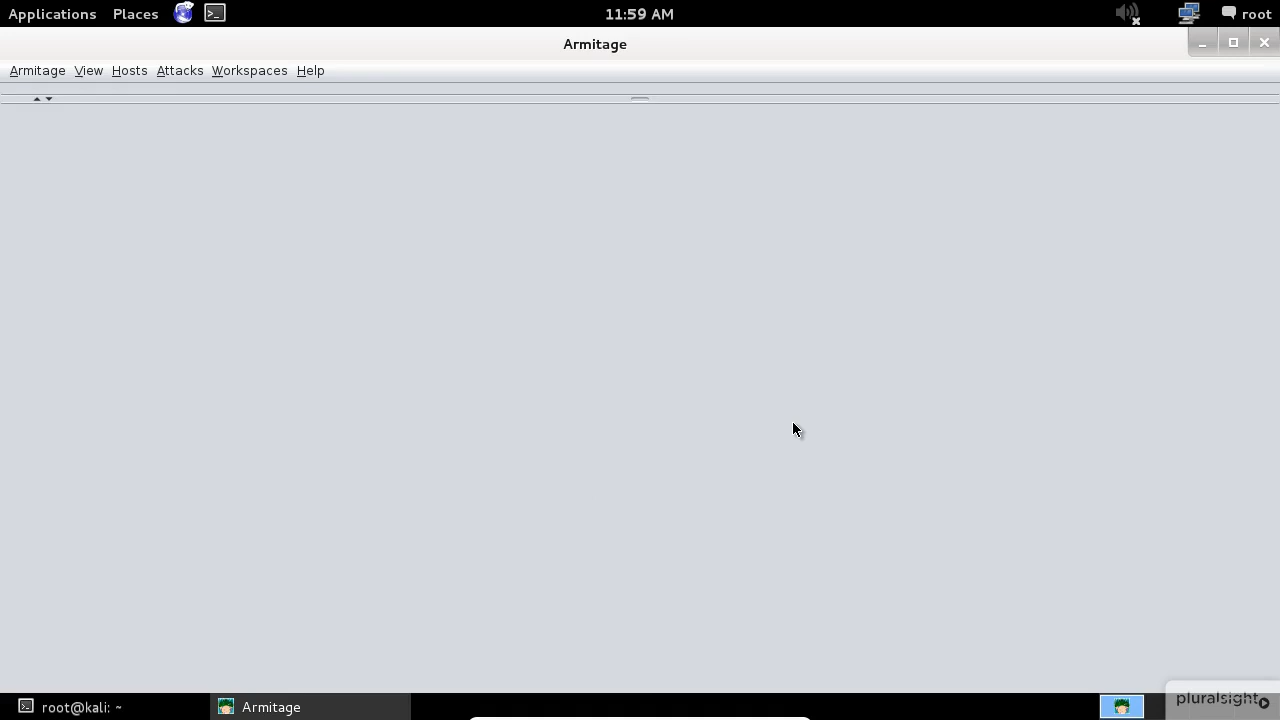 Applications Places 11:59 AM root
Armitage
Armitage View Hosts Attacks Workspaces Help
root@kali: ~ Armitage pluralsight